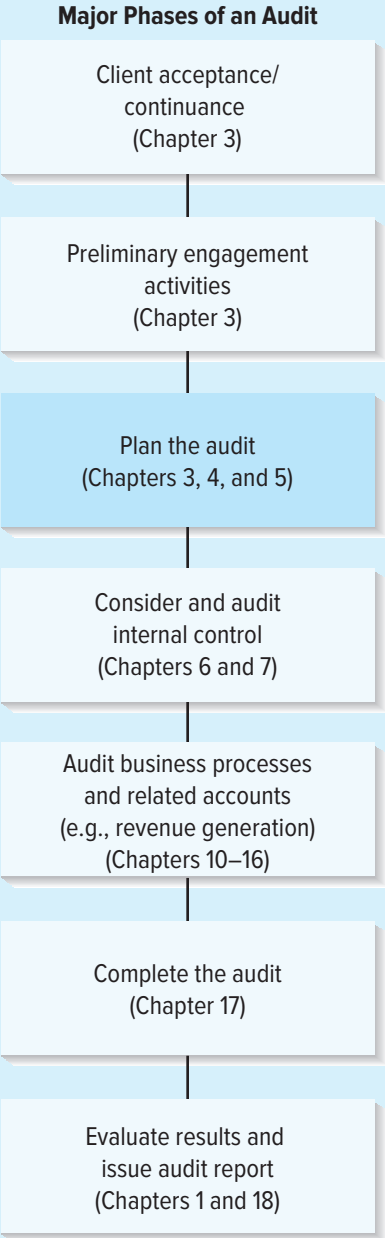 Major Phases of an Audit
Client acceptance/
continuance
(Chapter 3)
Preliminary engagement
activities
(Chapter 3)
Plan the audit
(Chapters 3, 4, and 5)
Consider and audit
internal control
(Chapters 6 and 7)
Audit business processes
and related accounts
(e.g., revenue generation)
(Chapters 10–16)
Complete the audit
(Chapter 17)
Evaluate results and
issue audit report
(Chapters 1 and 18)